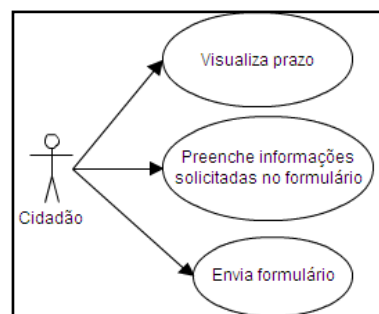 Visualiza prazo
Preenche informações
solicitadas no formulário
Cidadão
Envia formulário